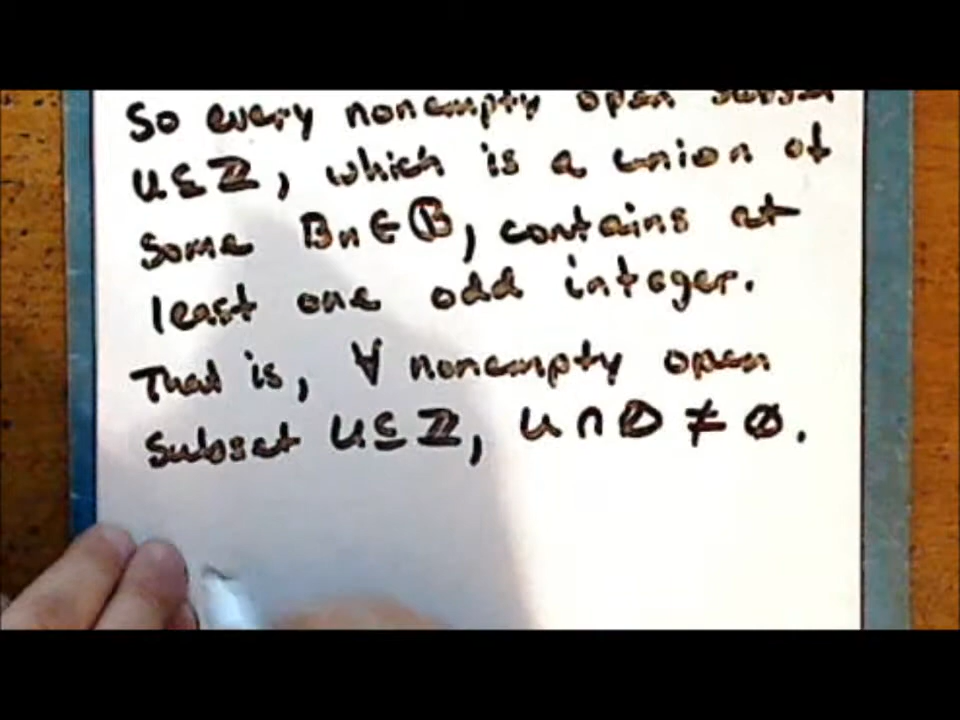 So every nonempty open subset
U⊆ℤ, which is a union of
some Bn∈𝔹, contains at
least one odd integer.
That is, ∀ nonempty open
subset U⊆ℤ, U∩𝕆 ≠ ∅.